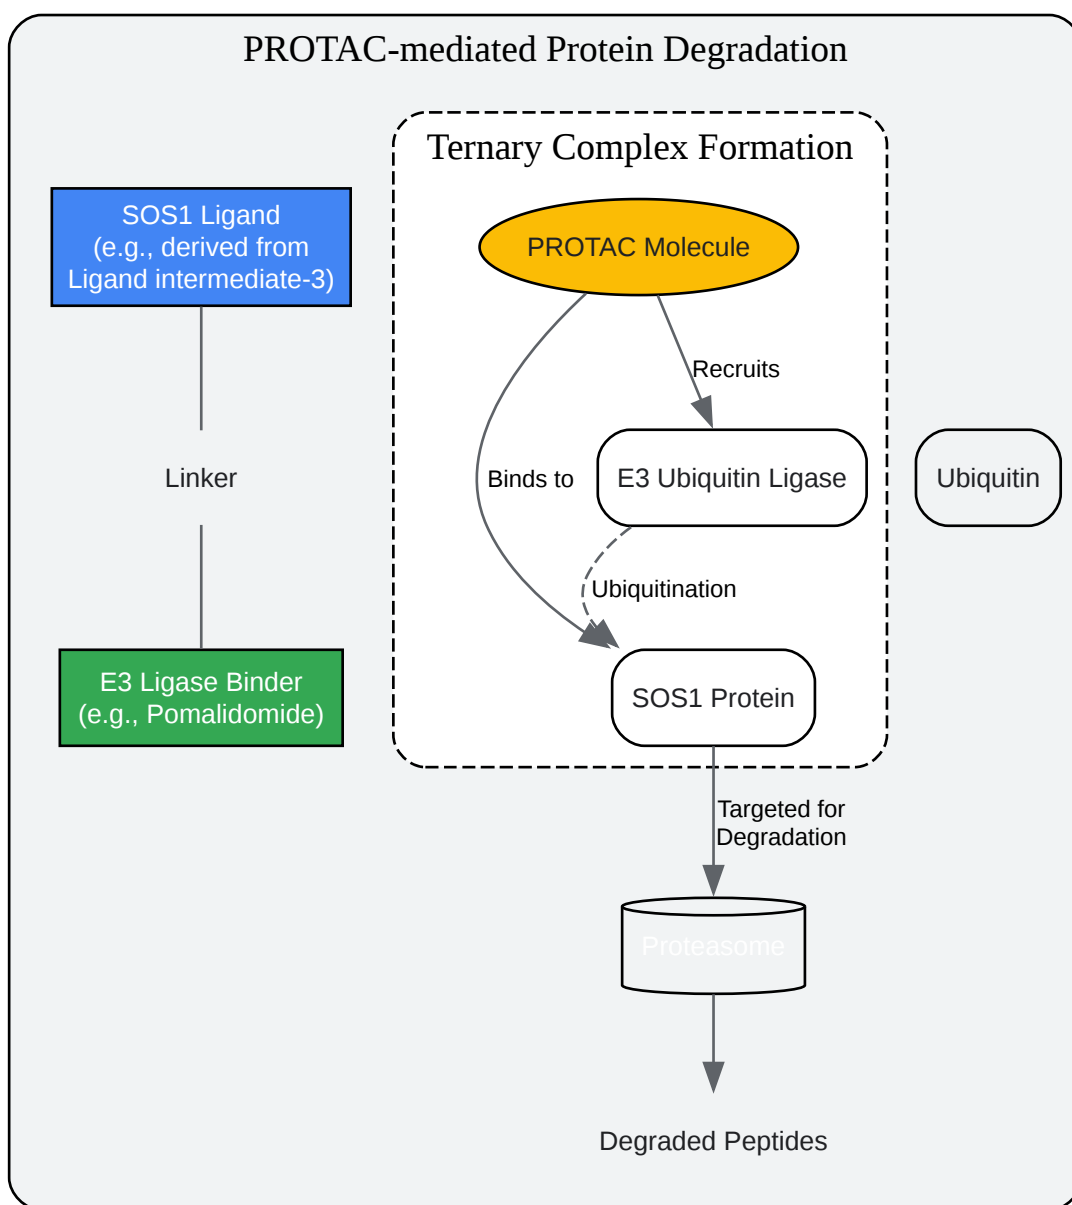 PROTAC-mediated Protein Degradation
Ternary Complex Formation
SOS1 Ligand
(e.g., derived from
Ligand intermediate-3)
PROTAC Molecule
Recruits
Linker
Binds to
E3 Ubiquitin Ligase
Ubiquitin
Ubiquitination
E3 Ligase Binder
(e.g., Pomalidomide)
SOS1 Protein
Targeted for
Degradation
Proteasome
Degraded Peptides